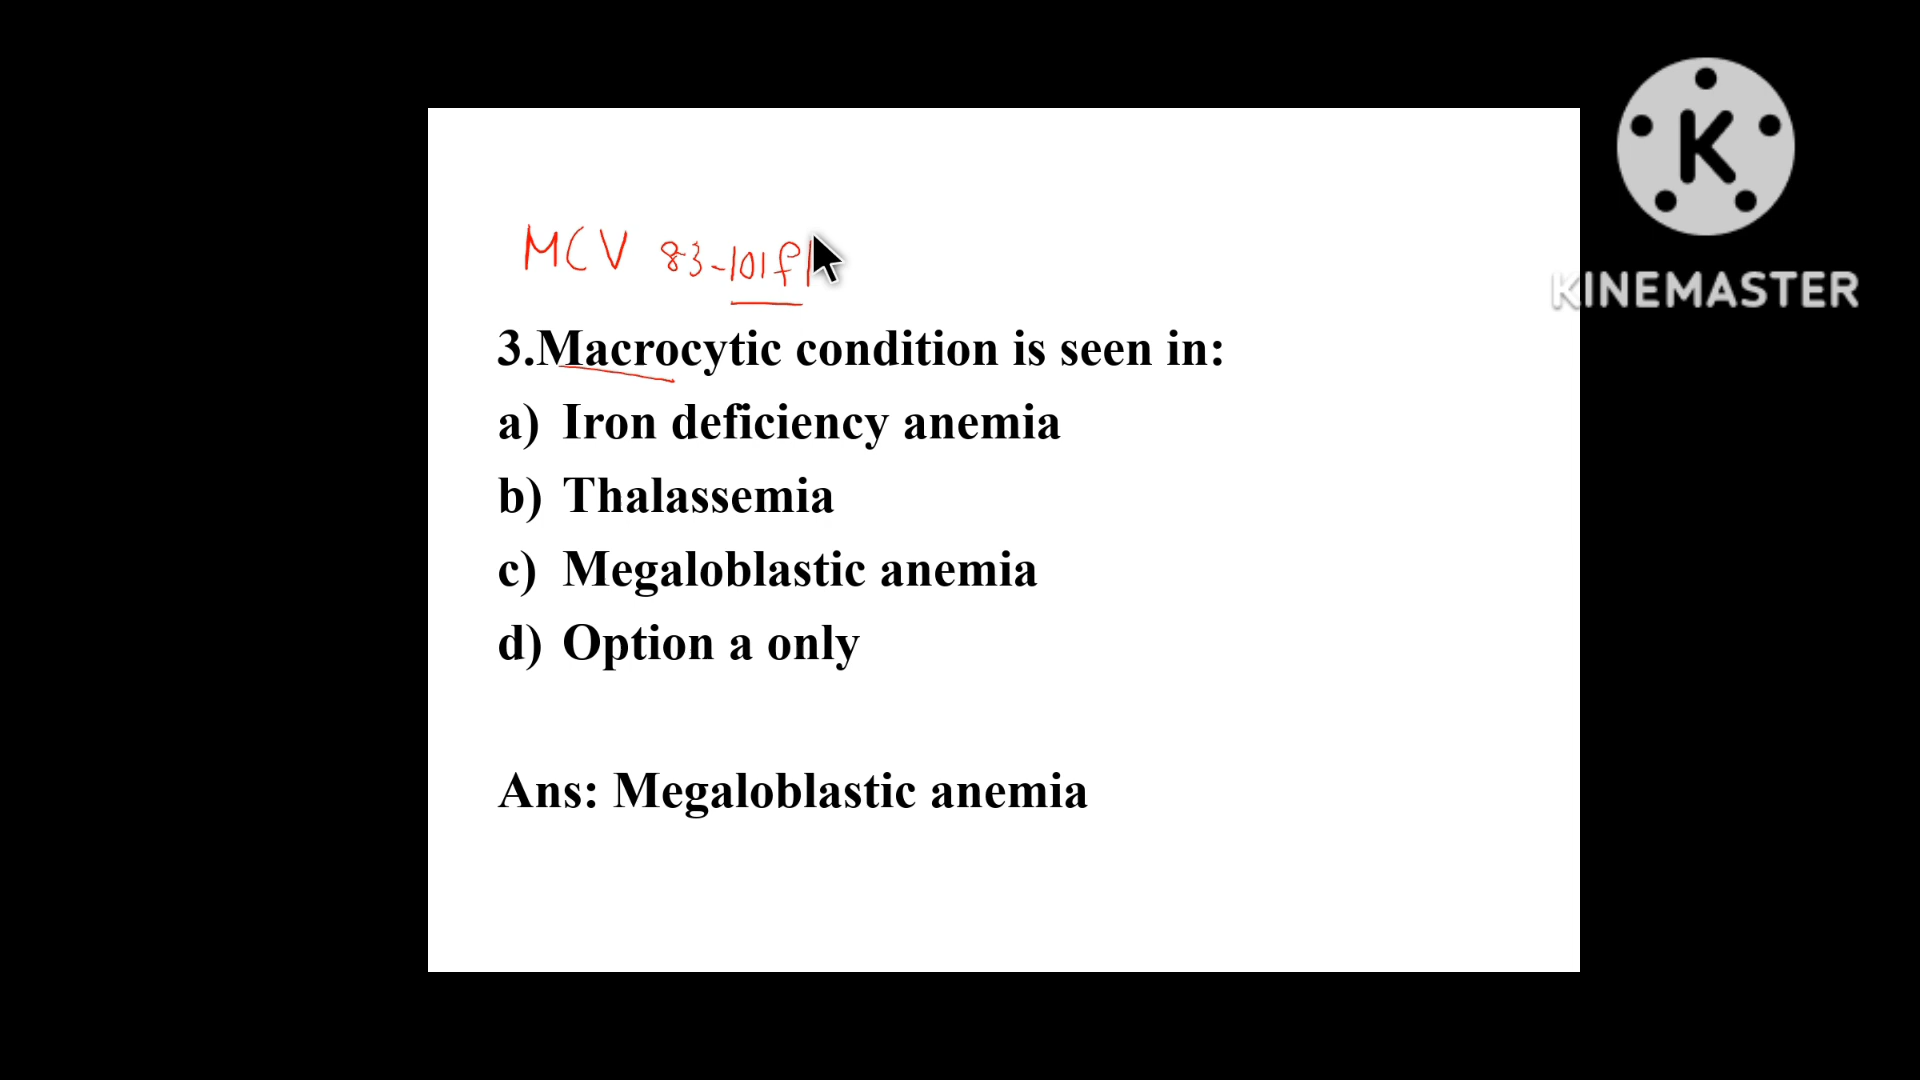 MCV 83-101fl
3.Macrocytic condition is seen in:
a) Iron deficiency anemia
b) Thalassemia
c) Megaloblastic anemia
d) Option a only
Ans: Megaloblastic anemia
K
KINEMASTER